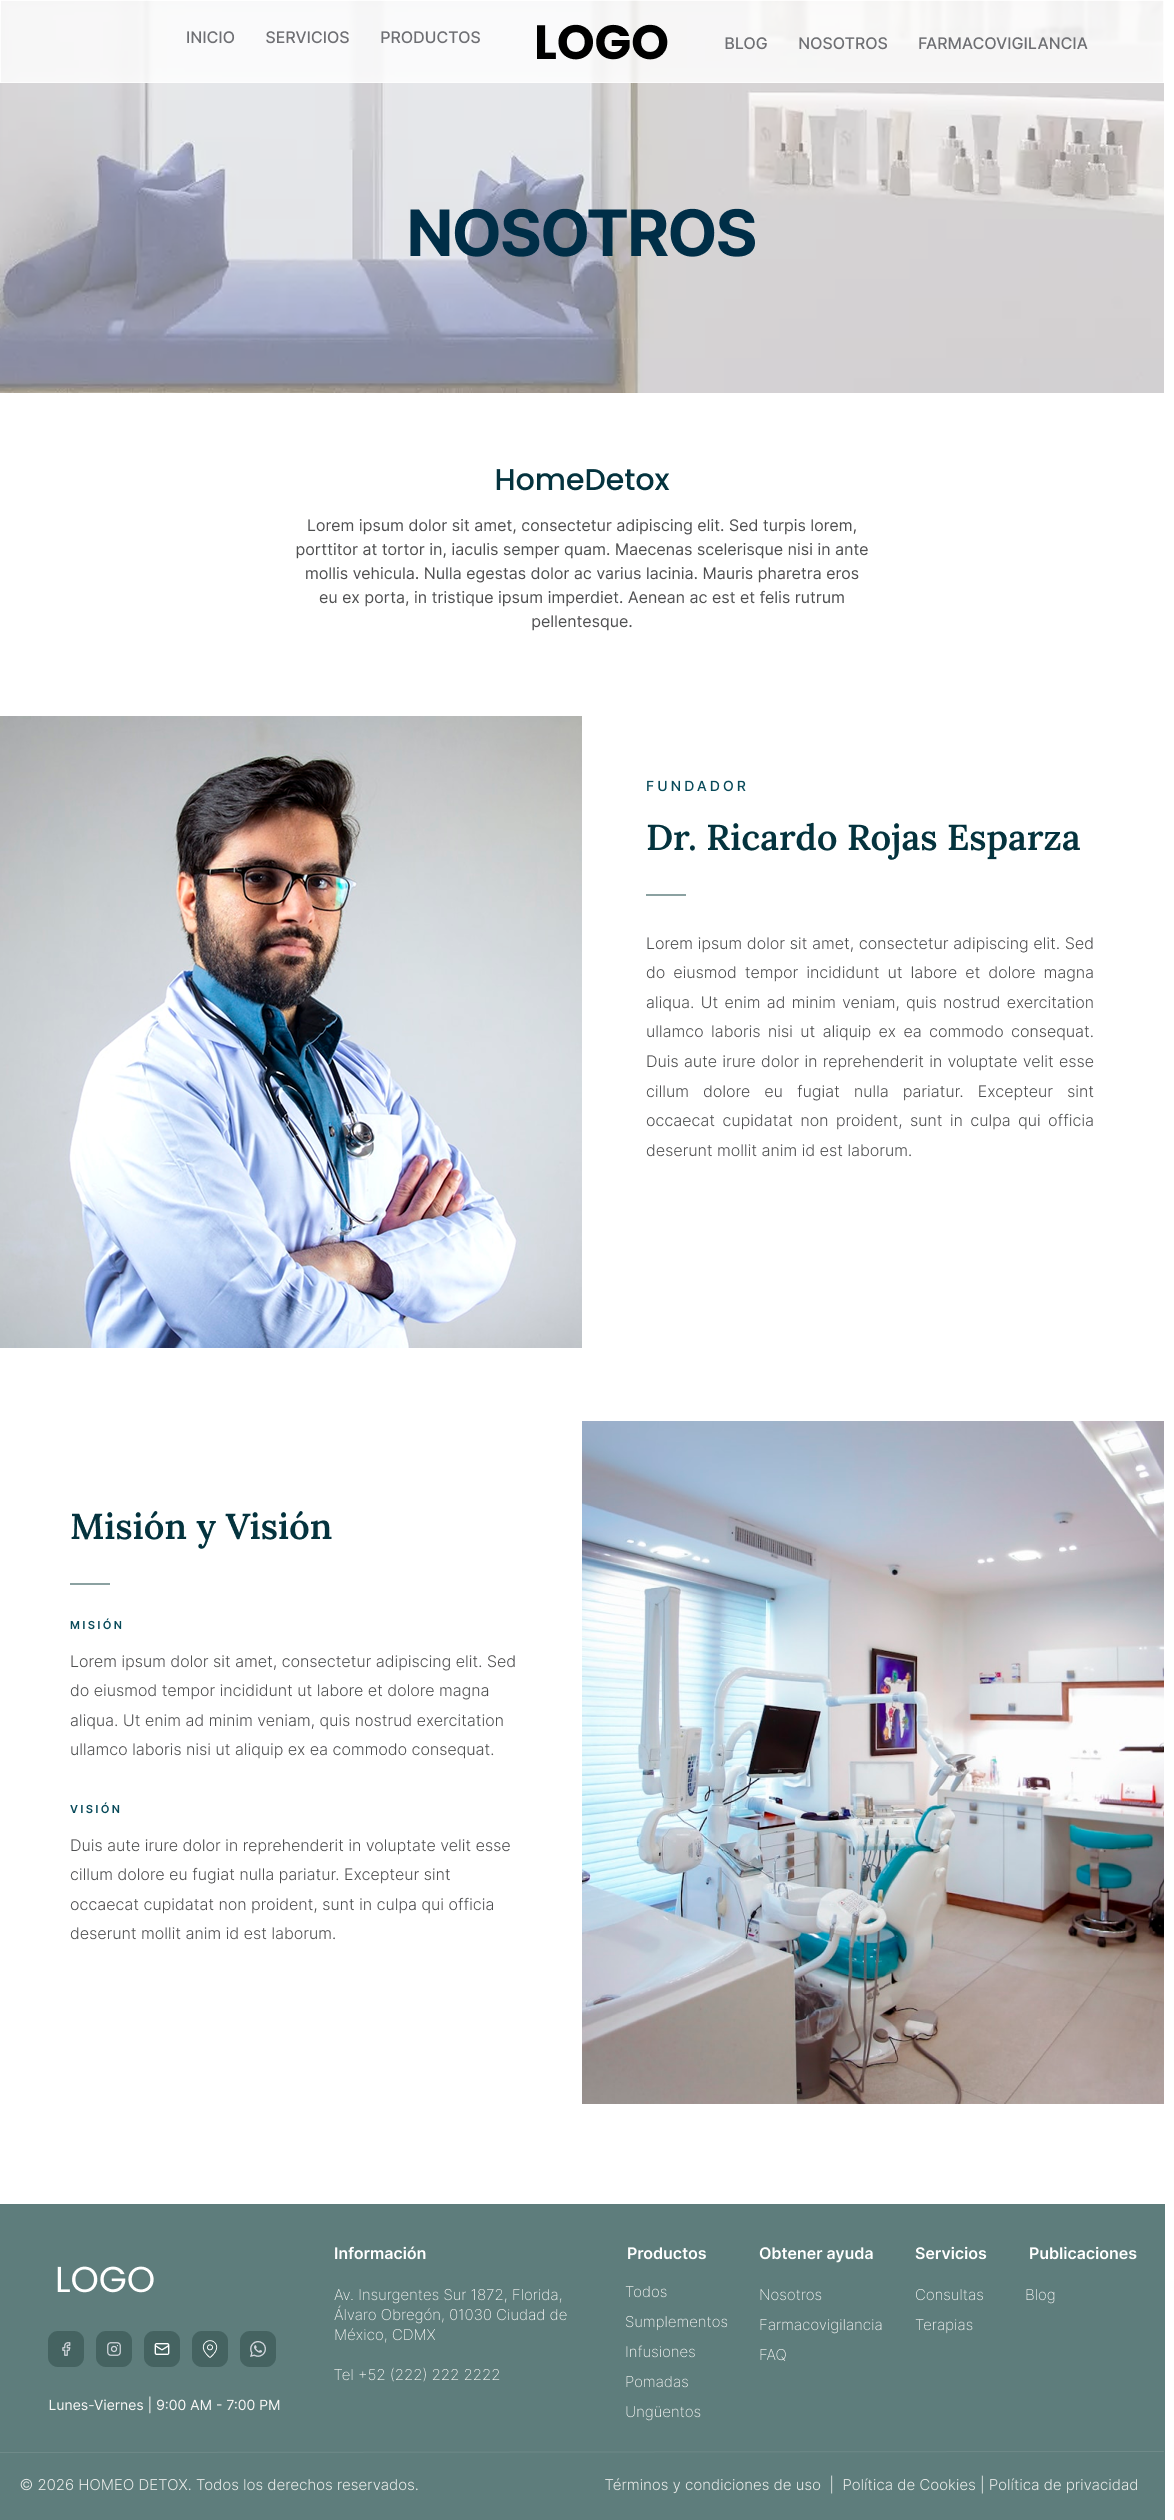 INICIO SERVICIOS PRODUCTOS LOGO BLOG NOSOTROS FARMACOVIGILANCIA
NOSOTROS
HomeDetox
Lorem ipsum dolor sit amet, consectetur adipiscing elit. Sed turpis lorem,
porttitor at tortor in, iaculis semper quam. Maecenas scelerisque nisi in ante
mollis vehicula. Nulla egestas dolor ac varius lacinia. Mauris pharetra eros
eu ex porta, in tristique ipsum imperdiet. Aenean ac est et felis rutrum
pellentesque.
FUNDADOR
Dr. Ricardo Rojas Esparza
Lorem ipsum dolor sit amet, consectetur adipiscing elit. Sed
do eiusmod tempor incididunt ut labore et dolore magna
aliqua. Ut enim ad minim veniam, quis nostrud exercitation
ullamco laboris nisi ut aliquip ex ea commodo consequat.
Duis aute irure dolor in reprehenderit in voluptate velit esse
cillum dolore eu fugiat nulla pariatur. Excepteur sint
occaecat cupidatat non proident, sunt in culpa qui officia
deserunt mollit anim id est laborum.
Misión y Visión
MISIÓN
Lorem ipsum dolor sit amet, consectetur adipiscing elit. Sed
do eiusmod tempor incididunt ut labore et dolore magna
aliqua. Ut enim ad minim veniam, quis nostrud exercitation
ullamco laboris nisi ut aliquip ex ea commodo consequat.
VISIÓN
Duis aute irure dolor in reprehenderit in voluptate velit esse
cillum dolore eu fugiat nulla pariatur. Excepteur sint
occaecat cupidatat non proident, sunt in culpa qui officia
deserunt mollit anim id est laborum.
LOGO
Lunes-Viernes | 9:00 AM - 7:00 PM
Información
Av. Insurgentes Sur 1872, Florida,
Álvaro Obregón, 01030 Ciudad de
México, CDMX
Tel +52 (222) 222 2222
Productos
Todos
Sumplementos
Infusiones
Pomadas
Ungüentos
Obtener ayuda
Nosotros
Farmacovigilancia
FAQ
Servicios
Consultas
Terapias
Publicaciones
Blog
© 2026 HOMEO DETOX. Todos los derechos reservados.
Términos y condiciones de uso | Política de Cookies | Política de privacidad